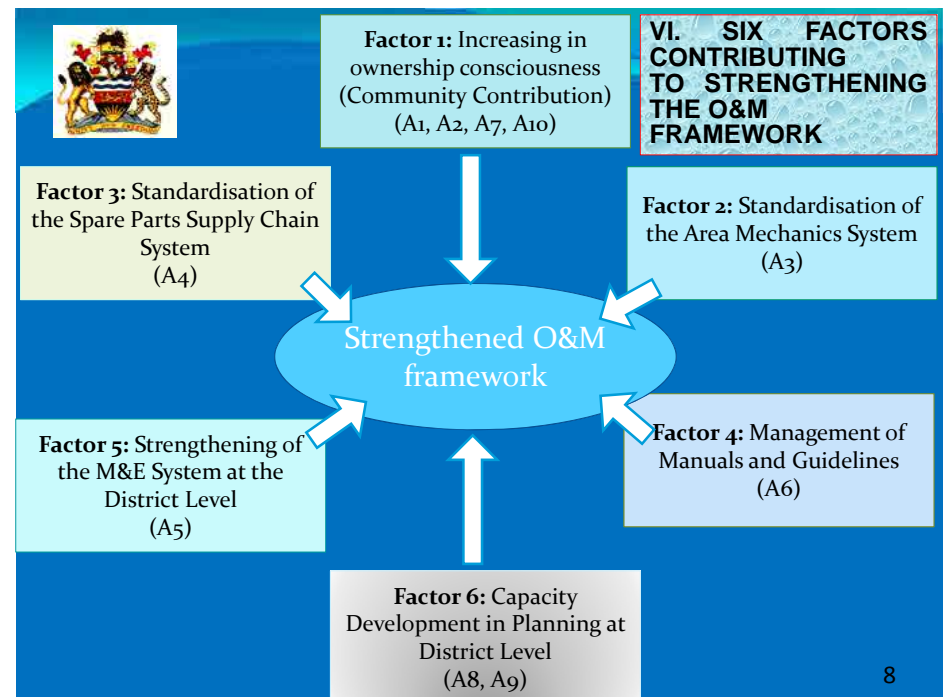 VI. SIX FACTORS
CONTRIBUTING
TO STRENGTHENING
THE O&M
FRAMEWORK
Factor 1: Increasing in
ownership consciousness
(Community Contribution)
(A1, A2, A7, A10)
Factor 3: Standardisation of
the Spare Parts Supply Chain
System
(A4)
Factor 2: Standardisation of
the Area Mechanics System
(A3)
Strengthened O&M
framework
Factor 5: Strengthening of
the M&E System at the
District Level
(A5)
Factor 4: Management of
Manuals and Guidelines
(A6)
Factor 6: Capacity
Development in Planning at
District Level
(A8, A9)
8